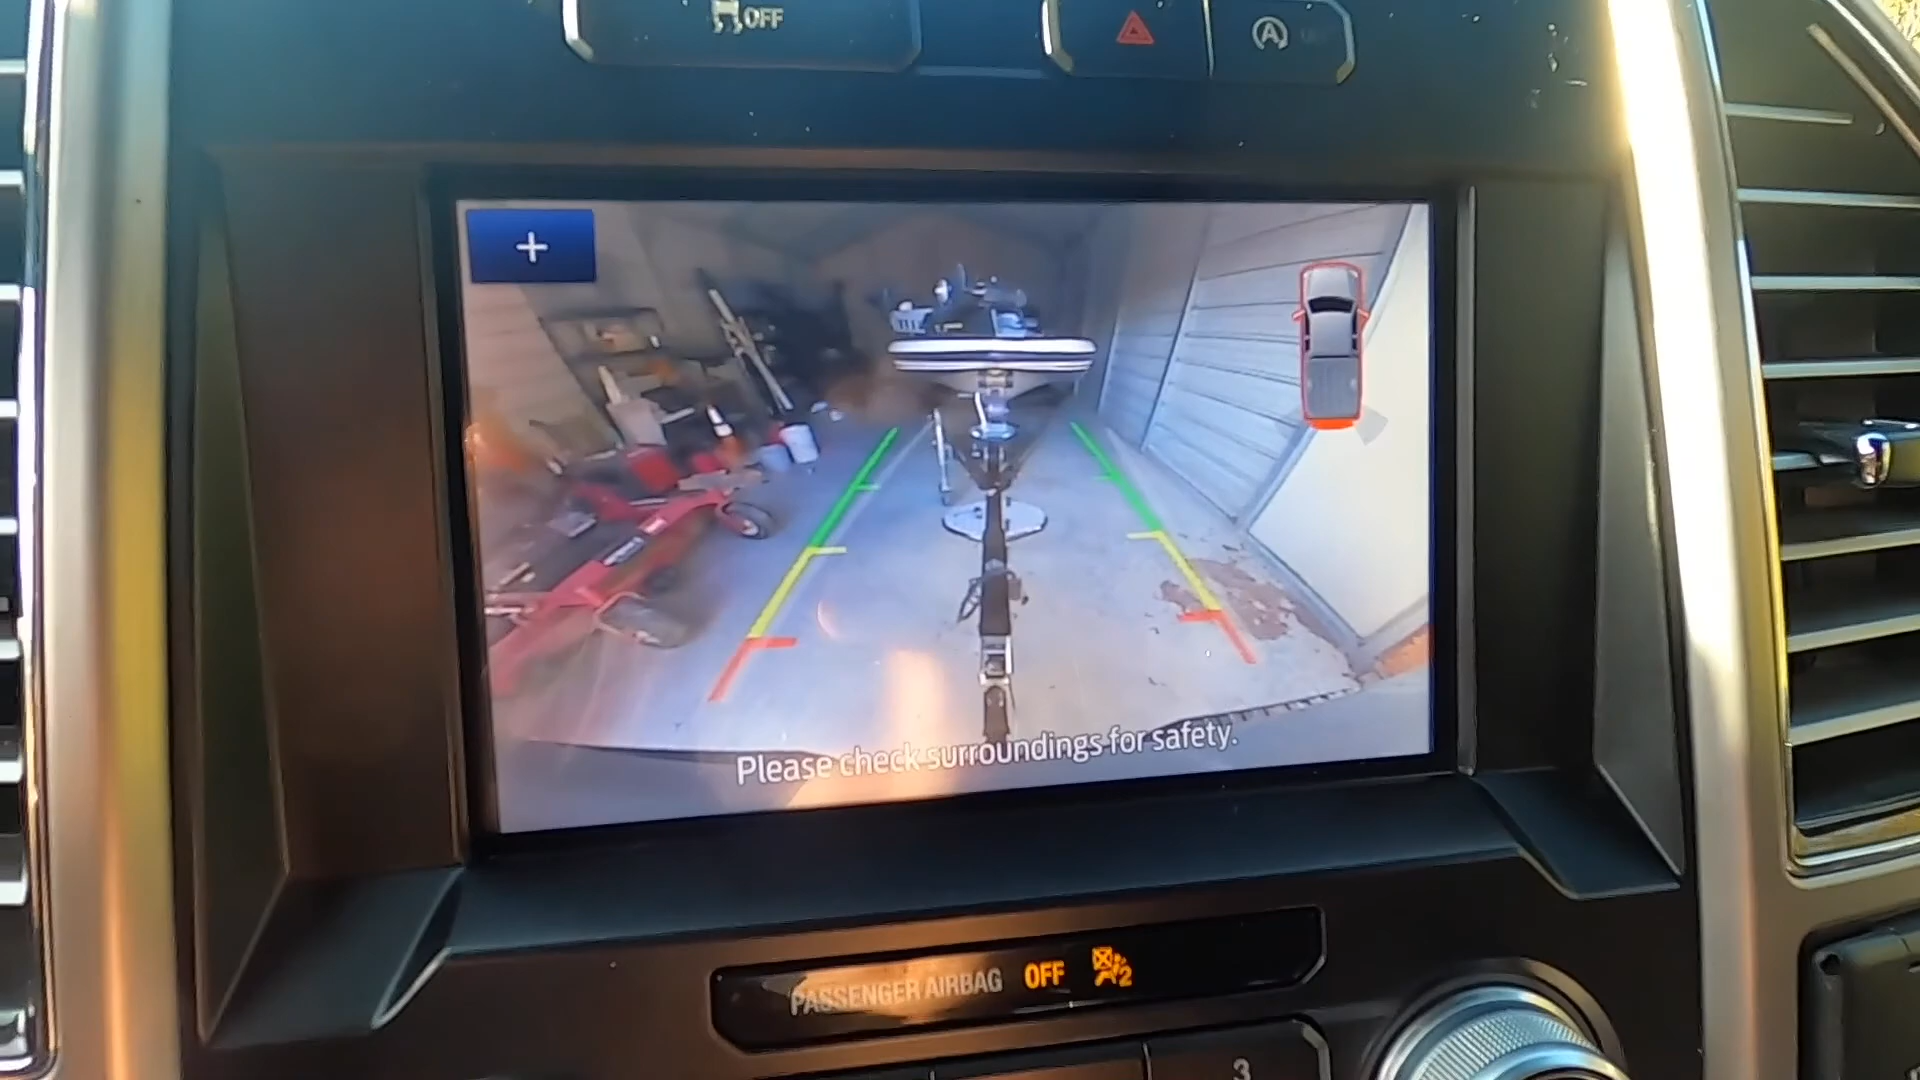 OFF
A
+
Please check surroundings for safety.
PASSENGER AIRBAG OFF 2
3